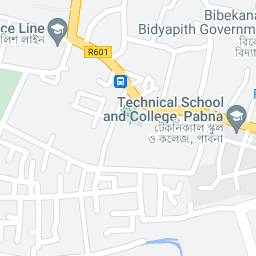 Bibekana
Bidyapith Governm
বিবে
বিদ্যা
ce Line
লিশ লাইন
R601
Technical School
and College, Pabna
টেকনিক্যাল স্কুল
ও কলেজ, পাবনা